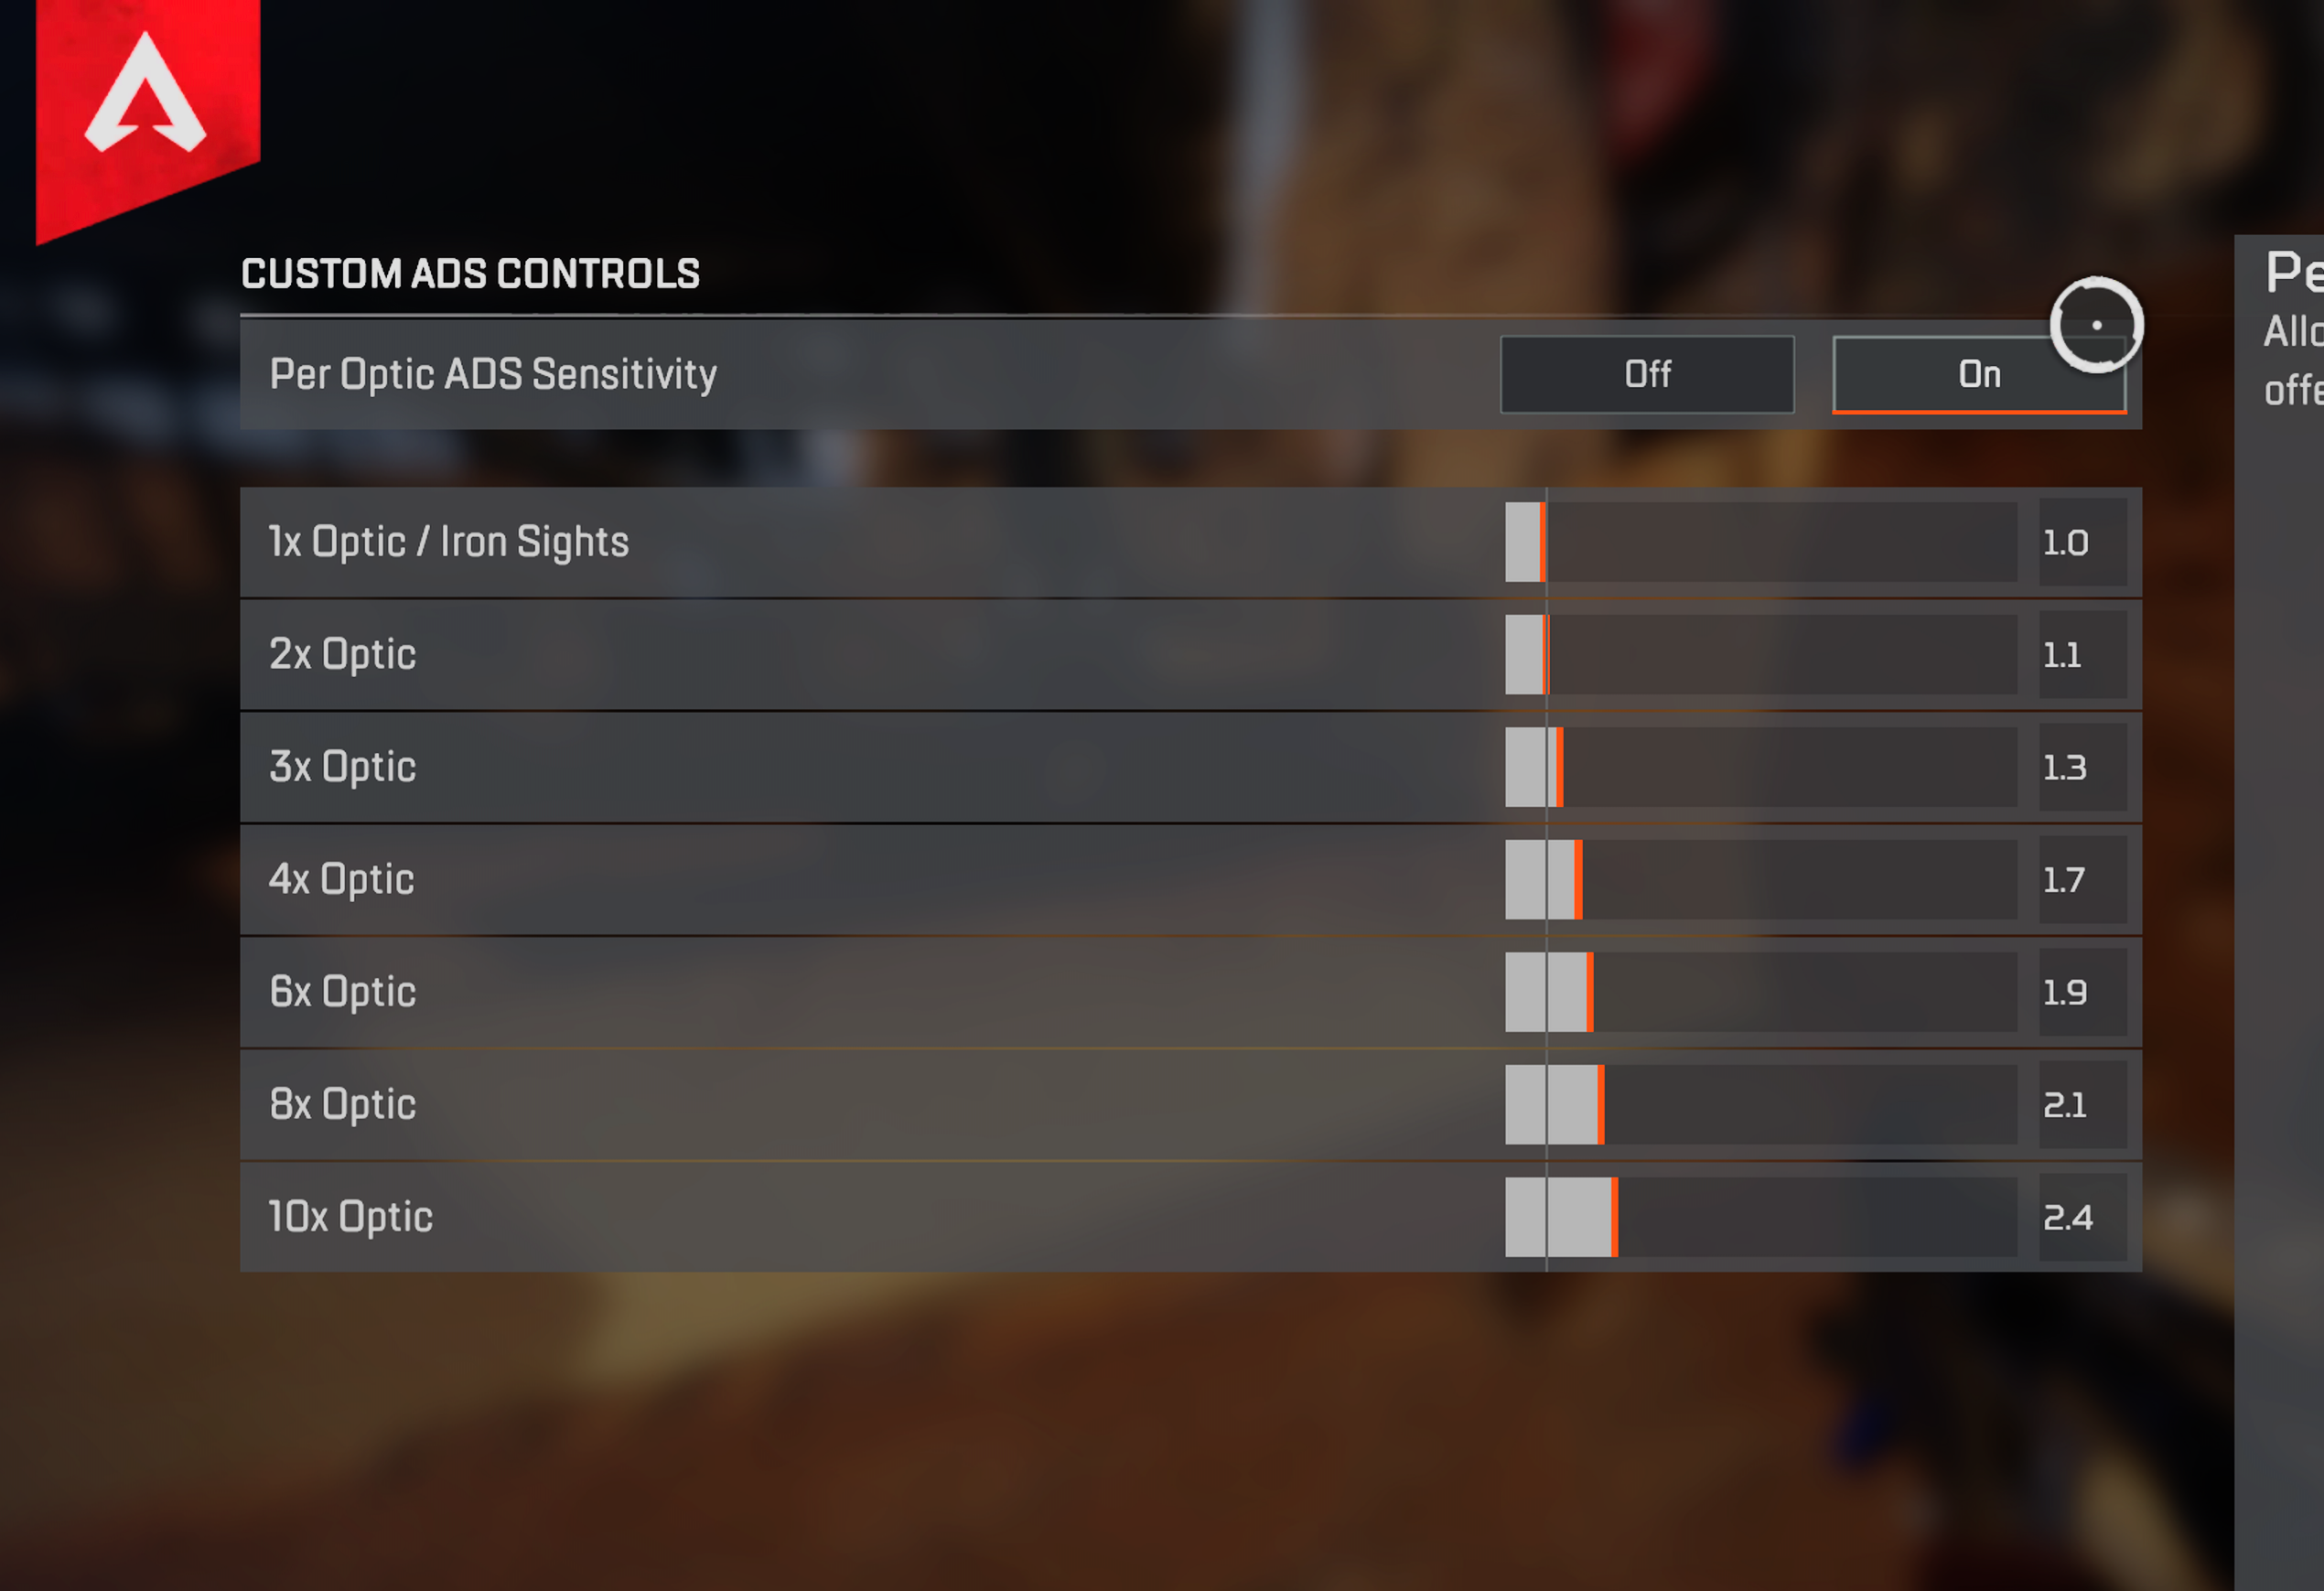 CUSTOM ADS CONTROLS
Per Optic ADS Sensitivity Off On
1x Optic / Iron Sights 1.0
2x Optic 1.1
3x Optic 1.3
4x Optic 1.7
6x Optic 1.9
8x Optic 2.1
10x Optic 2.4